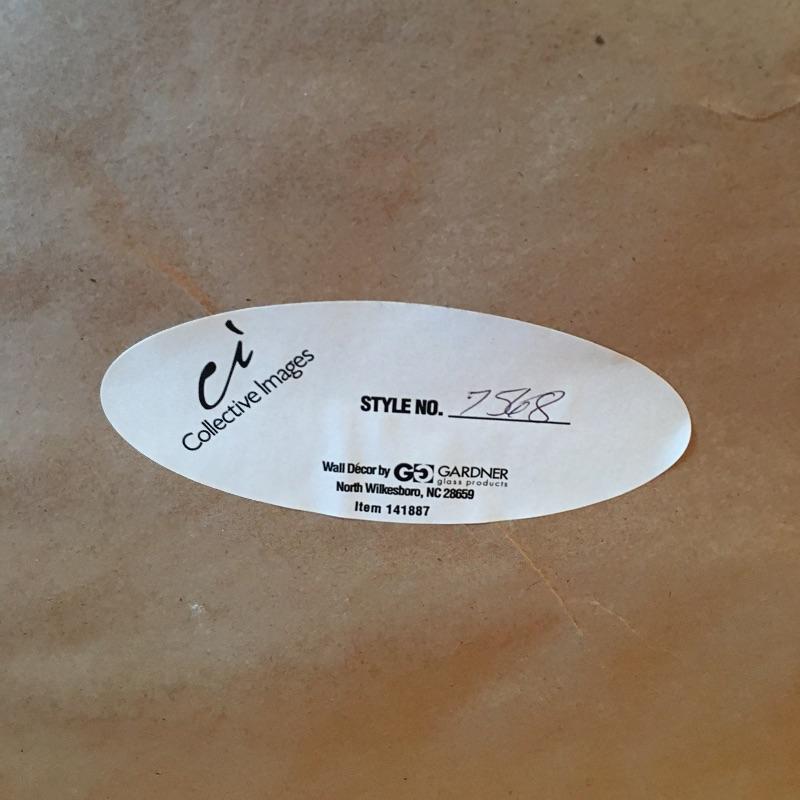 ci
Collective Images
STYLE NO. 7568
Wall Décor by GG GARDNER
glass products
North Wilkesboro, NC 28659
Item 141887